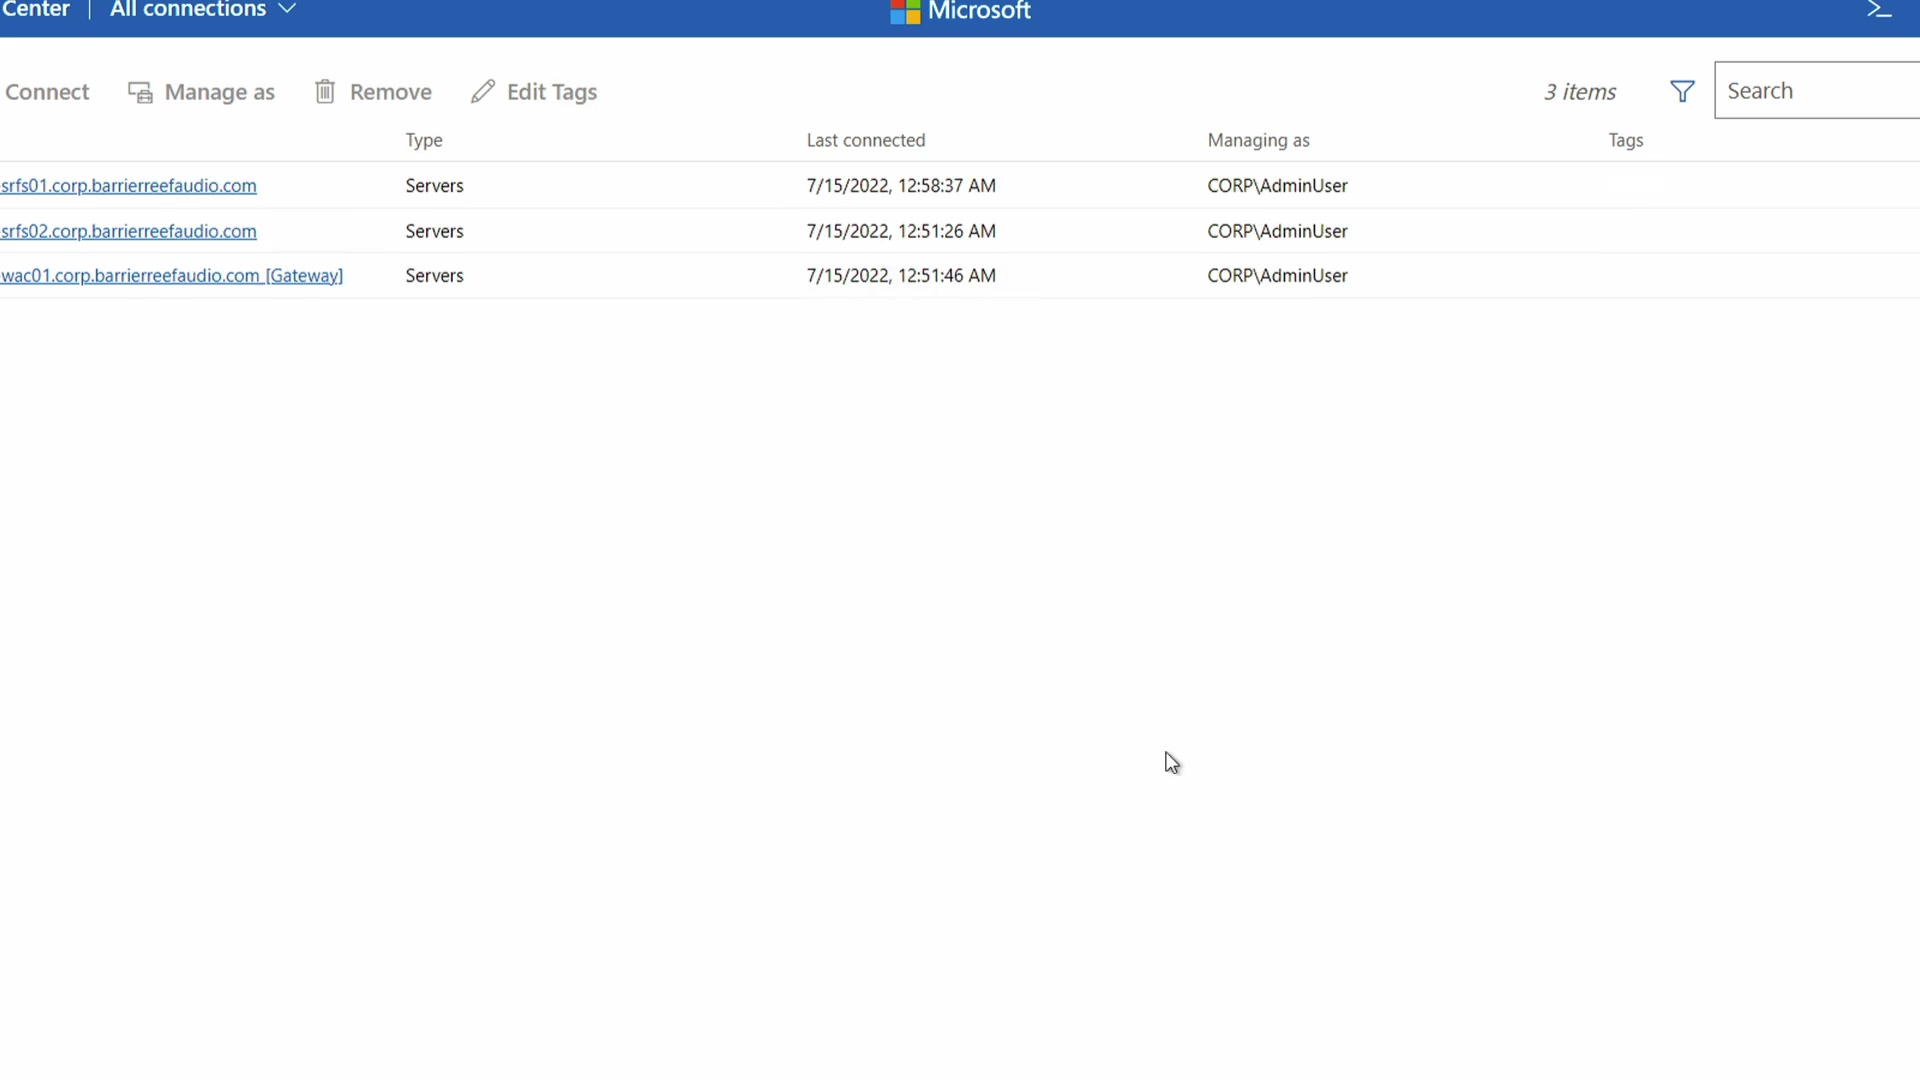 Center | All connections
Microsoft
>_
Connect Manage as Remove Edit Tags 3 items Search
Type Last connected Managing as Tags
srfs01.corp.barrierreefaudio.com Servers 7/15/2022, 12:58:37 AM CORP\AdminUser
srfs02.corp.barrierreefaudio.com Servers 7/15/2022, 12:51:26 AM CORP\AdminUser
wac01.corp.barrierreefaudio.com [Gateway] Servers 7/15/2022, 12:51:46 AM CORP\AdminUser